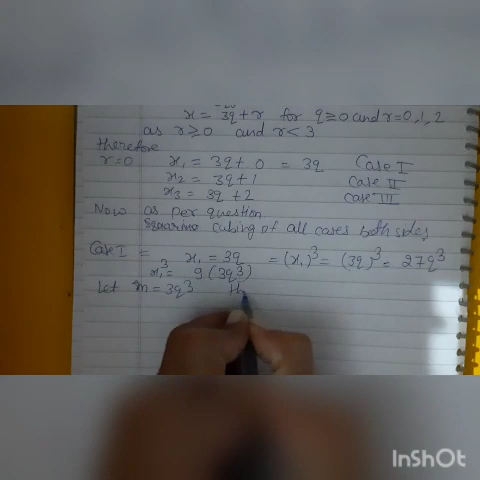 x = 3q + r for q ≥ 0 and r = 0, 1, 2
as r ≥ 0 and r < 3
therefore
r=0 x₁ = 3q + 0 = 3q Case I
x₂ = 3q + 1 Case II
x₃ = 3q + 2 Case III
Now as per question
cubing of all cases both sides
Case I = x₁ = 3q = (x₁)³ = (3q)³ = 27q³
x₁³ = 9(3q³)
Let m = 3q³
InShOt